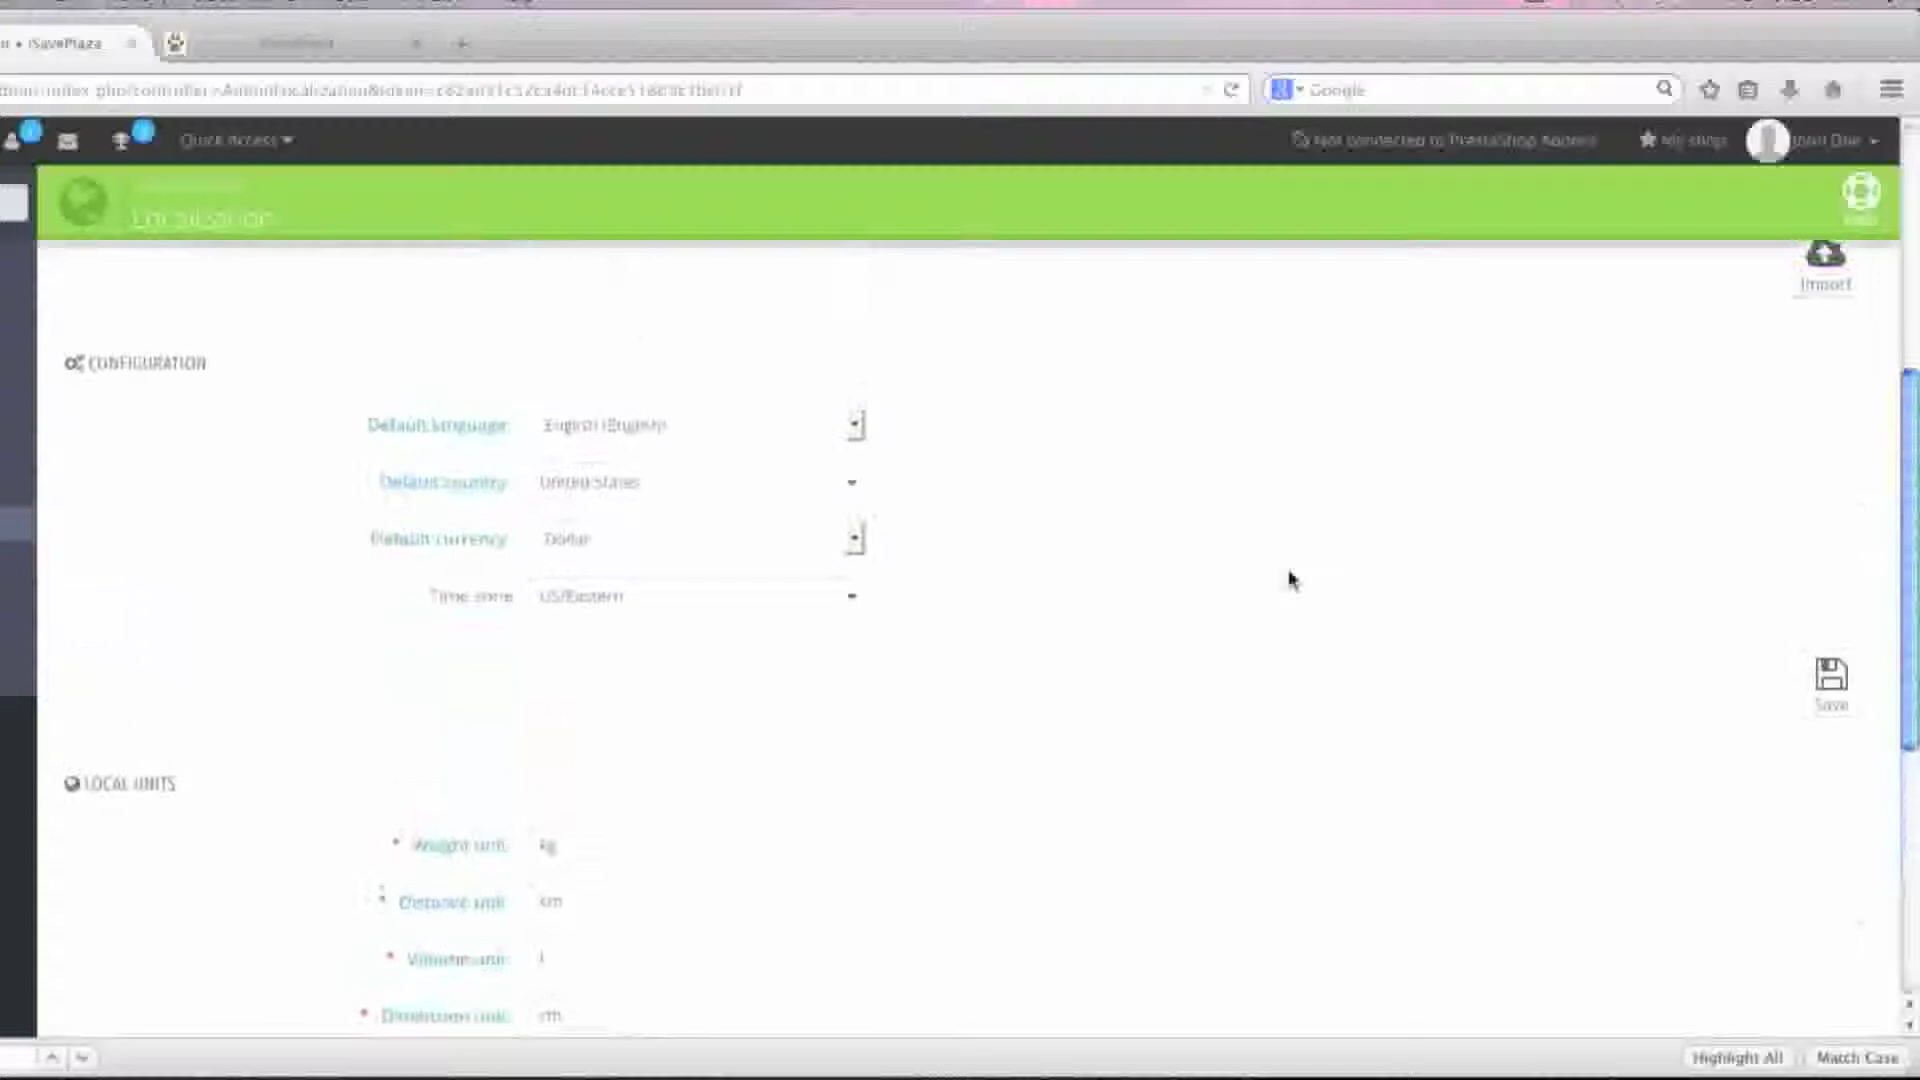 iSavePlaza
Google
Quick Access
Not connected to PrestaShop Addons
My shop
John Doe
Localization
Import
CONFIGURATION
Default language
English (English)
Default country
United States
Default currency
Dollar
Time zone
US/Eastern
Save
LOCAL UNITS
* Weight unit
kg
* Distance unit
km
* Volume unit
l
* Dimension unit
cm
Highlight All
Match Case